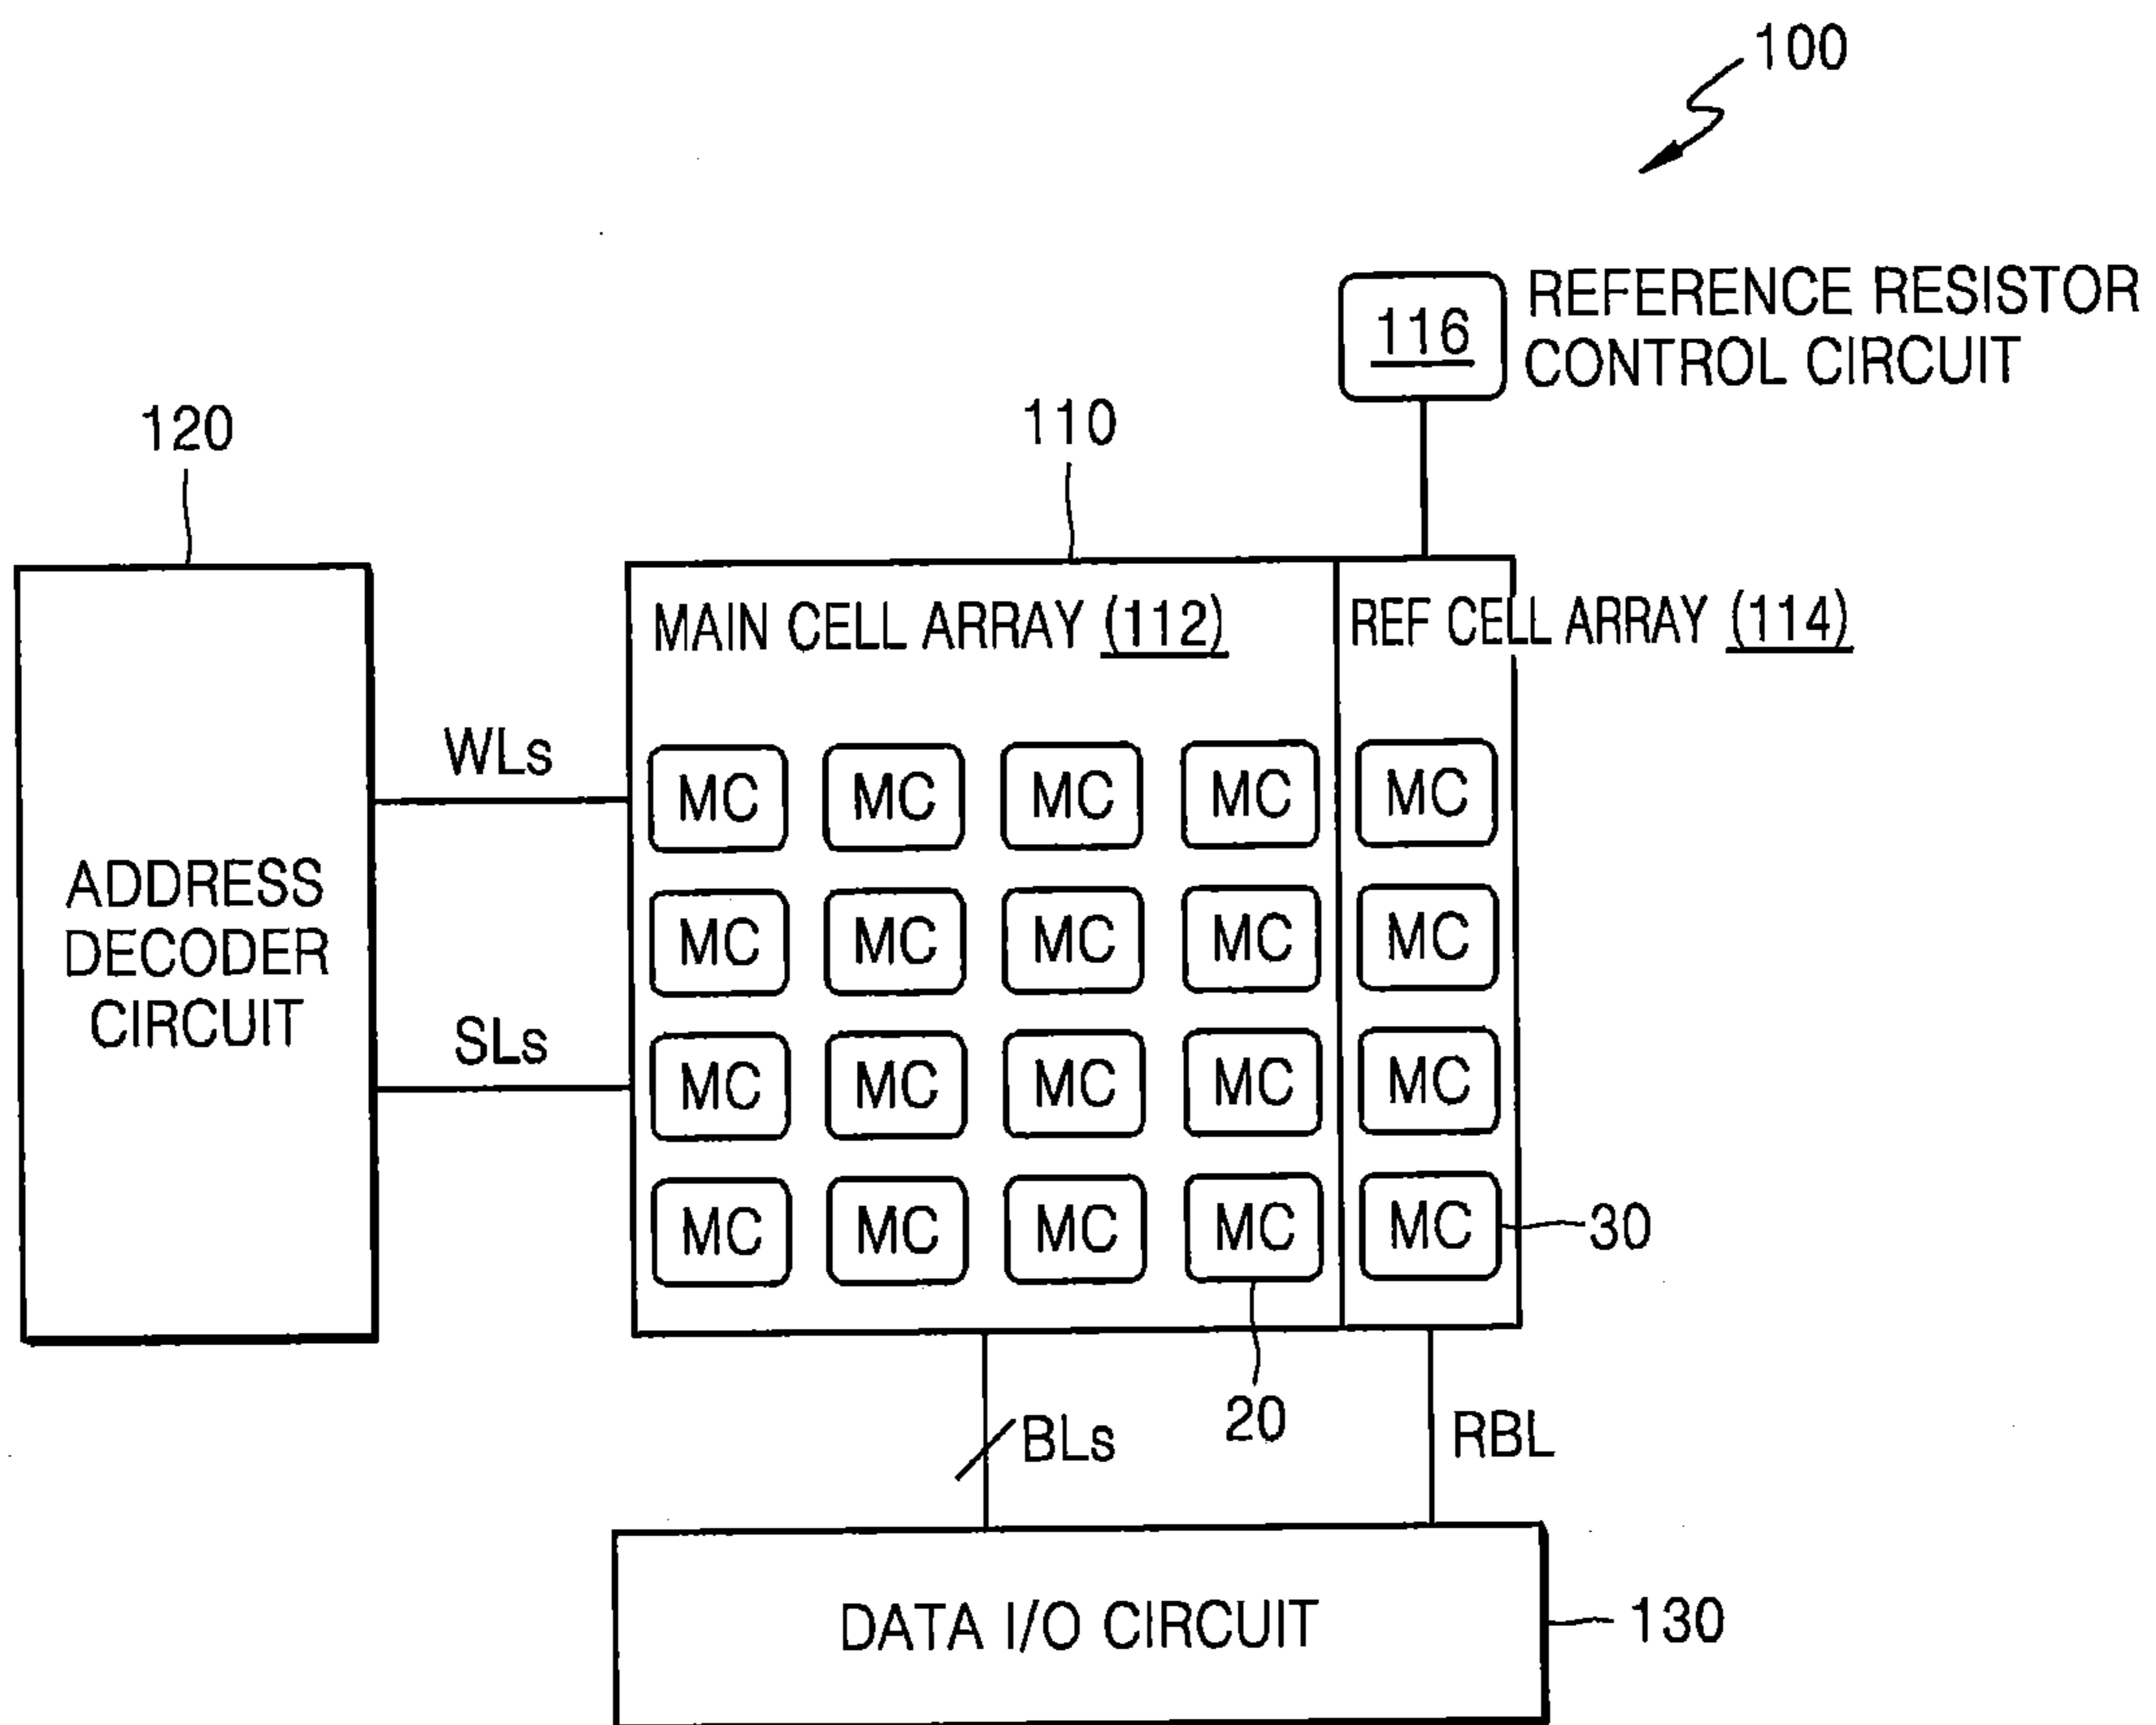 100
116
REFERENCE RESISTOR
CONTROL CIRCUIT
120
110
MAIN CELL ARRAY (112)
REF CELL ARRAY (114)
WLs
MC MC MC MC MC
ADDRESS
DECODER
CIRCUIT
MC MC MC MC MC
SLs
MC MC MC MC MC
MC MC MC MC MC
30
20
BLs
RBL
DATA I/O CIRCUIT
130